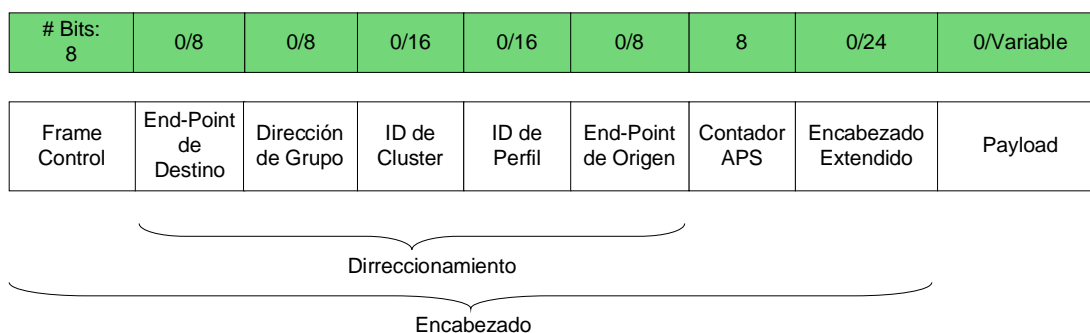 # Bits:
8
0/8
0/8
0/16
0/16
0/8
8
0/24
0/Variable
Frame
Control
End-Point
de
Destino
Dirección
de Grupo
ID de
Cluster
ID de
Perfil
End-Point
de Origen
Contador
APS
Encabezado
Extendido
Payload
Dirreccionamiento
Encabezado